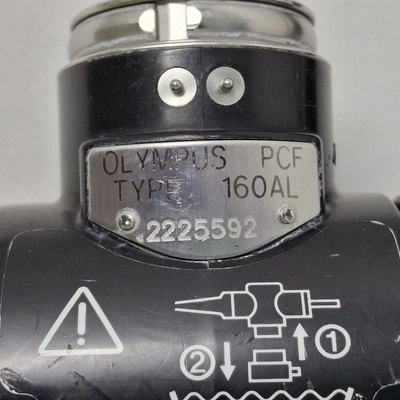 OLYMPUS PCF
TYPE 160AL
2225592
①
②